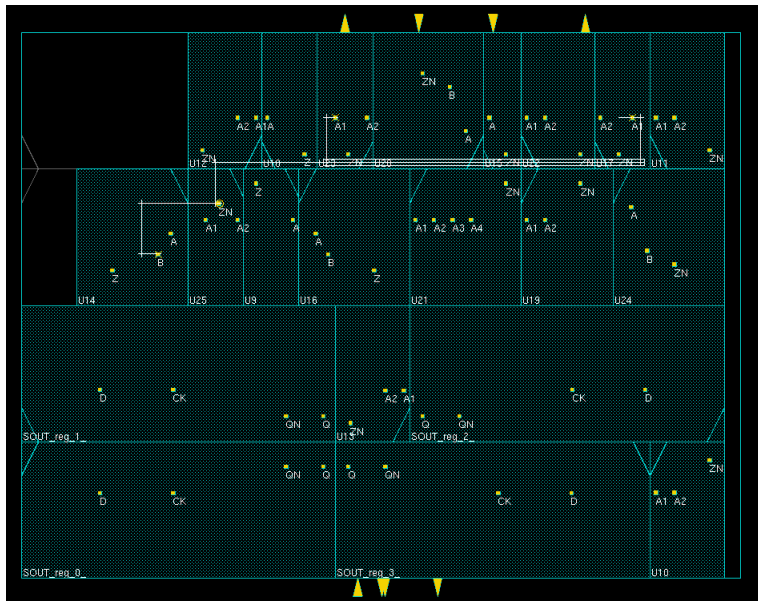 ZN
B
A2 A1 A A1 A2 A A1 A2 A2 A1 A1 A2
A
ZN Z ZN ZN ZN ZN
U12 U10 U23 U20 U15 U22 U17 U11
Z ZN ZN
ZN A
A1 A2 A A1 A2 A3 A4 A1 A2
A A
B B B
ZN
Z Z
U14 U25 U9 U16 U21 U19 U24
D CK A2 A1 CK D
QN Q ZN Q QN
SOUT_reg_1_ U13 SOUT_reg_2_
ZN
QN Q Q QN
D CK CK D A1 A2
SOUT_reg_0_ SOUT_reg_3_ U10